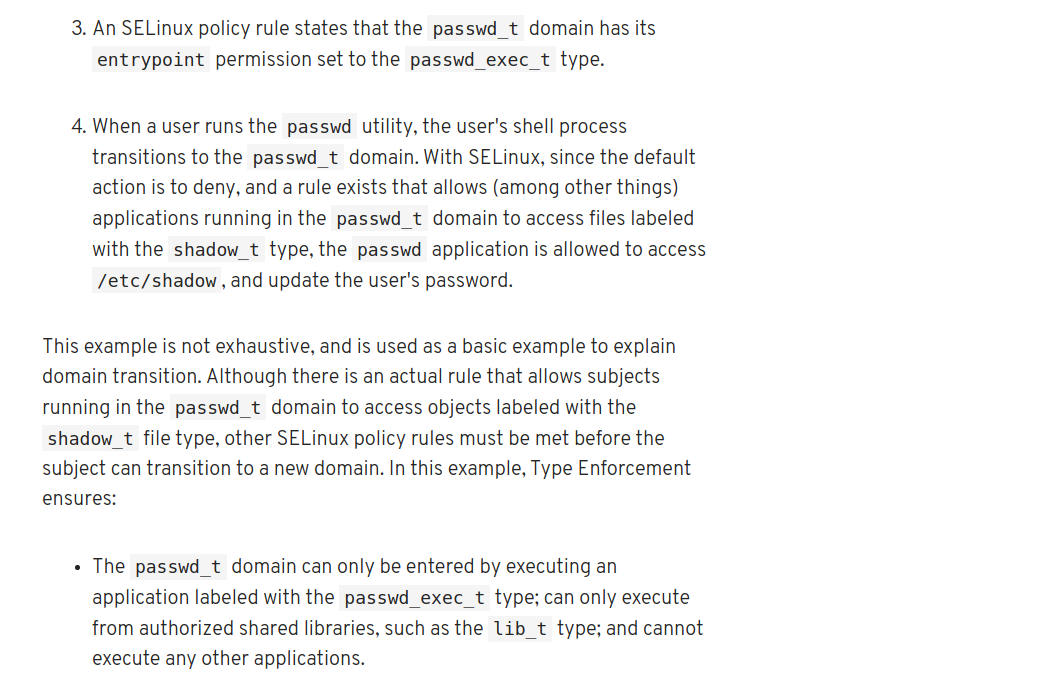 3. An SELinux policy rule states that the passwd_t domain has its
entrypoint permission set to the passwd_exec_t type.
4. When a user runs the passwd utility, the user's shell process
transitions to the passwd_t domain. With SELinux, since the default
action is to deny, and a rule exists that allows (among other things)
applications running in the passwd_t domain to access files labeled
with the shadow_t type, the passwd application is allowed to access
/etc/shadow, and update the user's password.
This example is not exhaustive, and is used as a basic example to explain
domain transition. Although there is an actual rule that allows subjects
running in the passwd_t domain to access objects labeled with the
shadow_t file type, other SELinux policy rules must be met before the
subject can transition to a new domain. In this example, Type Enforcement
ensures:
• The passwd_t domain can only be entered by executing an
application labeled with the passwd_exec_t type; can only execute
from authorized shared libraries, such as the lib_t type; and cannot
execute any other applications.